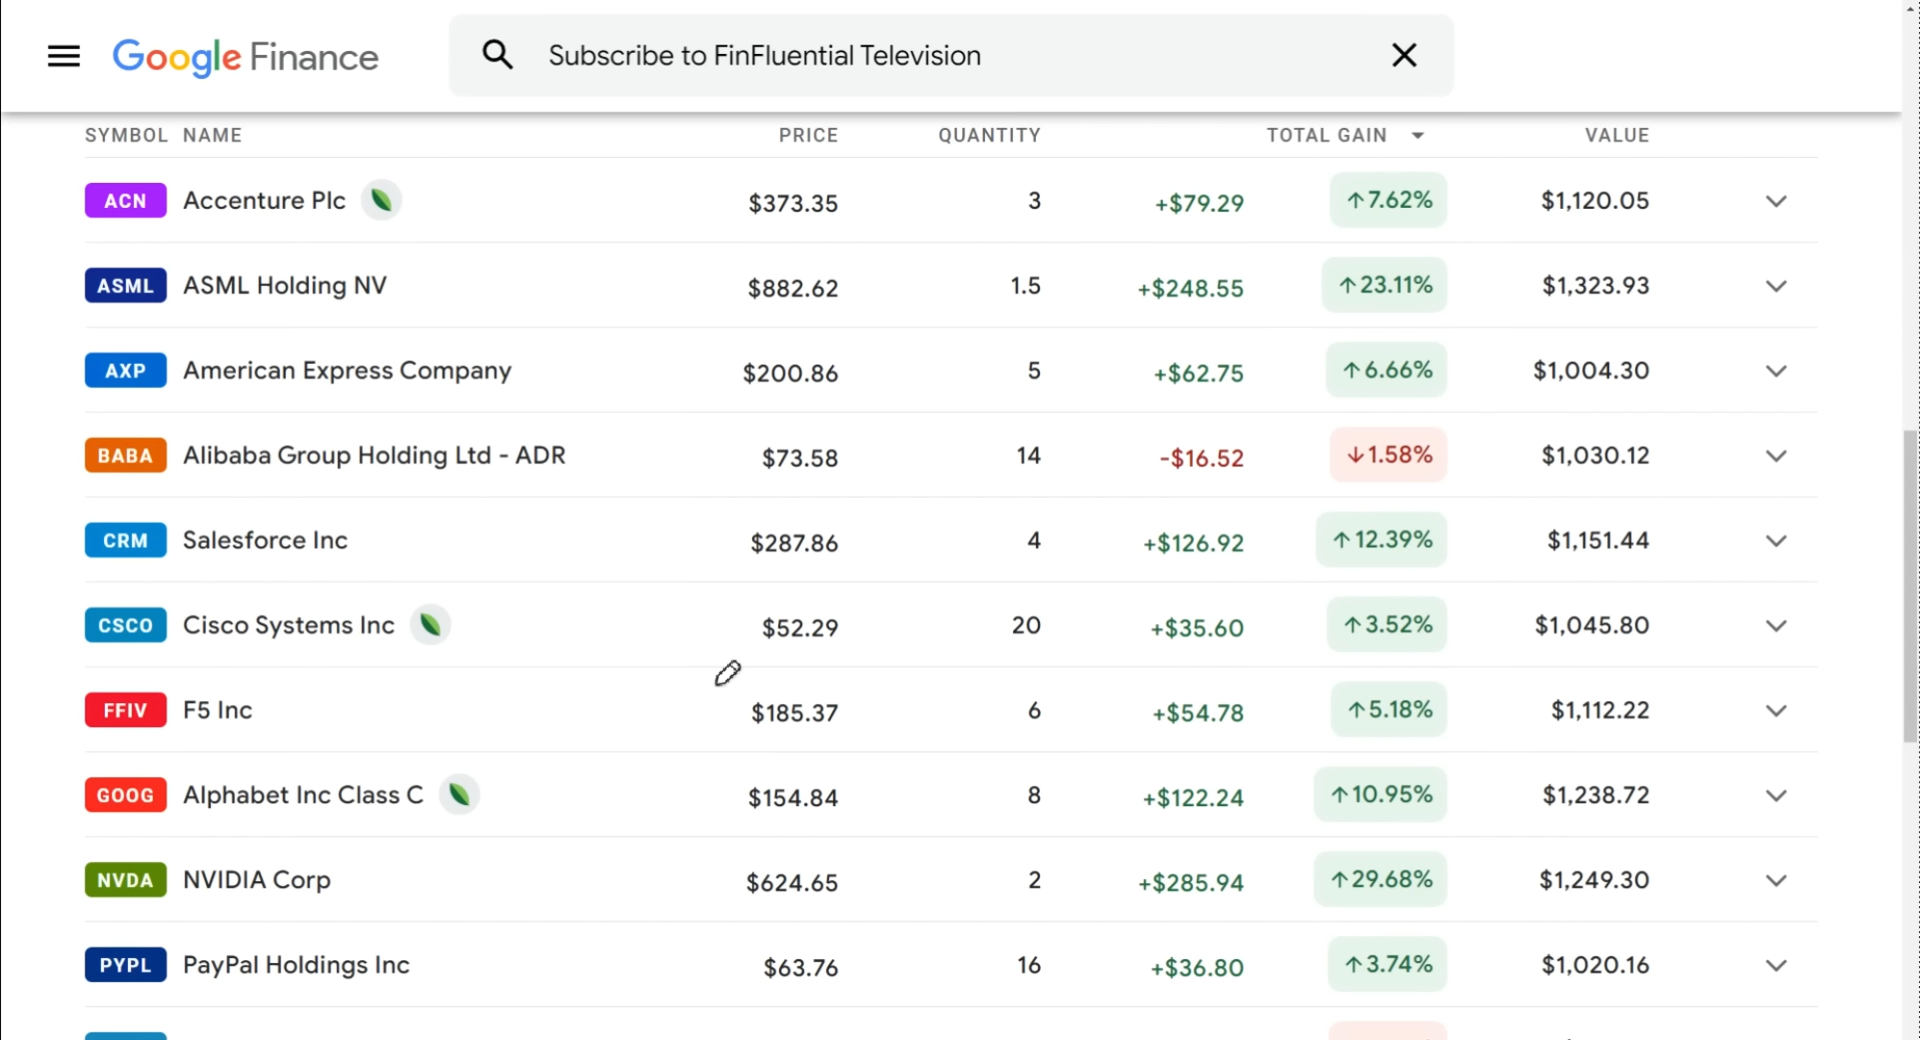 Google Finance Subscribe to FinFluential Television
SYMBOL NAME PRICE QUANTITY TOTAL GAIN VALUE
ACN Accenture Plc $373.35 3 +$79.29 ↑7.62% $1,120.05
ASML ASML Holding NV $882.62 1.5 +$248.55 ↑23.11% $1,323.93
AXP American Express Company $200.86 5 +$62.75 ↑6.66% $1,004.30
BABA Alibaba Group Holding Ltd - ADR $73.58 14 -$16.52 ↓1.58% $1,030.12
CRM Salesforce Inc $287.86 4 +$126.92 ↑12.39% $1,151.44
CSCO Cisco Systems Inc $52.29 20 +$35.60 ↑3.52% $1,045.80
FFIV F5 Inc $185.37 6 +$54.78 ↑5.18% $1,112.22
GOOG Alphabet Inc Class C $154.84 8 +$122.24 ↑10.95% $1,238.72
NVDA NVIDIA Corp $624.65 2 +$285.94 ↑29.68% $1,249.30
PYPL PayPal Holdings Inc $63.76 16 +$36.80 ↑3.74% $1,020.16